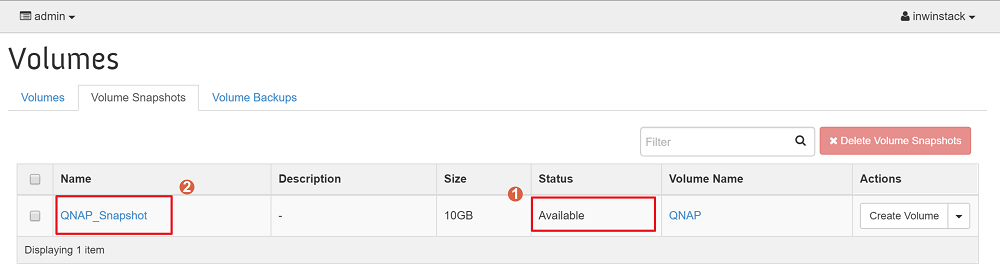 admin inwinstack
Volumes
Volumes Volume Snapshots Volume Backups
Filter Delete Volume Snapshots
Name 2 Description Size 1 Status Volume Name Actions
QNAP_Snapshot - 10GB Available QNAP Create Volume
Displaying 1 item